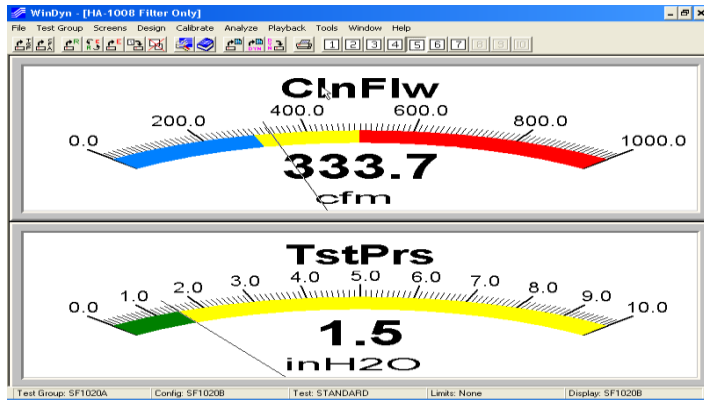 WinDyn - [HA-100B Filter Only]
File Test Group Screens Design Calibrate Analyze Playback Tools Window Help
1 2 3 4 5 6 7 8 9 10
ClnFlw
0.0 200.0 400.0 600.0 800.0 1000.0
333.7
cfm
TstPrs
0.0 1.0 2.0 3.0 4.0 5.0 6.0 7.0 8.0 9.0 10.0
1.5
inH2O
Test Group: SF1020A Config: SF1020B Test: STANDARD Limits: None Display: SF1020B